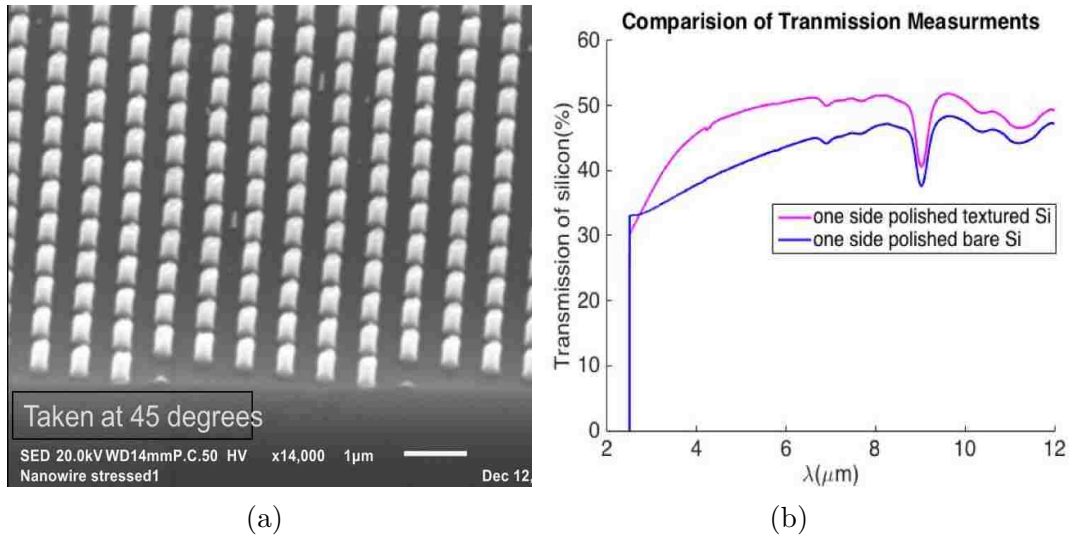 Taken at 45 degrees
SED 20.0kV WD14mmP.C.50 HV x14,000 1μm
Dec 12,
Nanowire stressed1
(a)
Comparision of Tranmission Measurments
60
50
40
30
20
10
0
Transmission of silicon(%)
one side polished textured Si
one side polished bare Si
2 4 6 8 10 12
λ(μm)
(b)